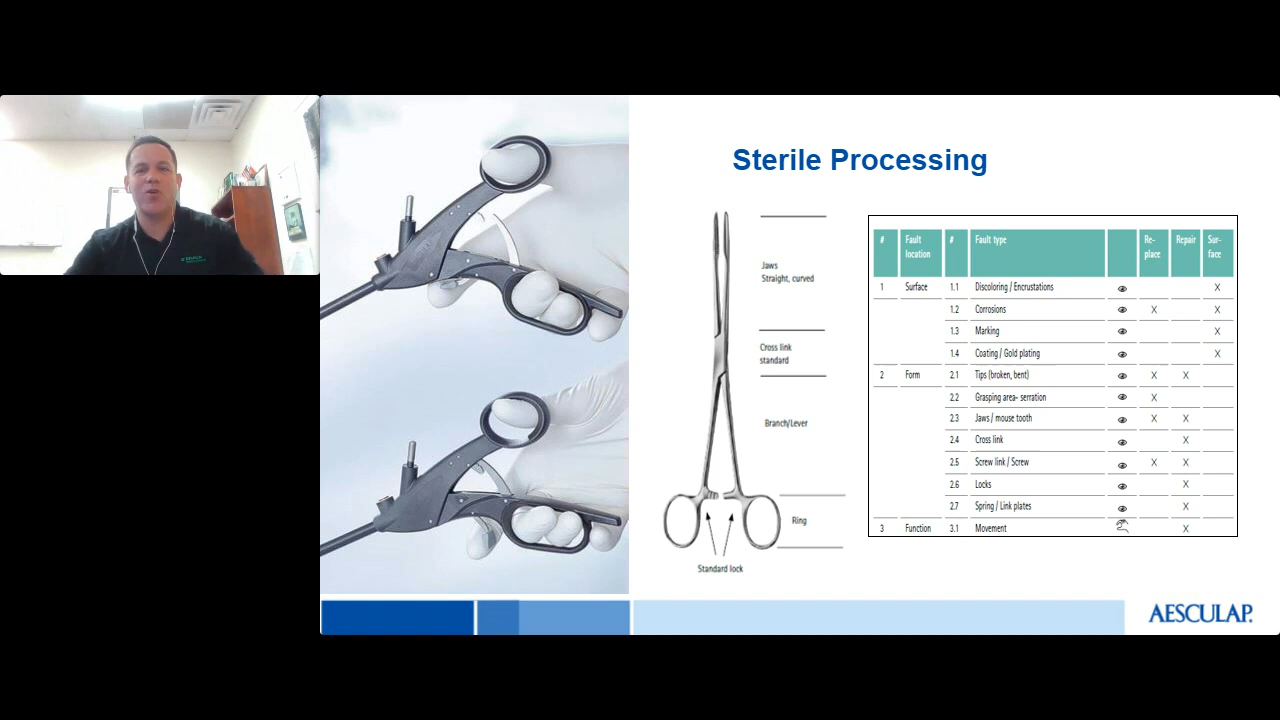 Sterile Processing
Jaws
Straight, curved
Cross link
standard
Branch/Lever
Ring
Standard lock
# Fault location # Fault type Re-place Repair Sur-face
1 Surface 1.1 Discoloring / Encrustations X
1.2 Corrosions X X
1.3 Marking X
1.4 Coating / Gold plating X
2 Form 2.1 Tips (broken, bent) X X
2.2 Grasping area- serration X
2.3 Jaws / mouse tooth X X
2.4 Cross link X
2.5 Screw link / Screw X X
2.6 Locks X
2.7 Spring / Link plates X
3 Function 3.1 Movement X
AESCULAP.